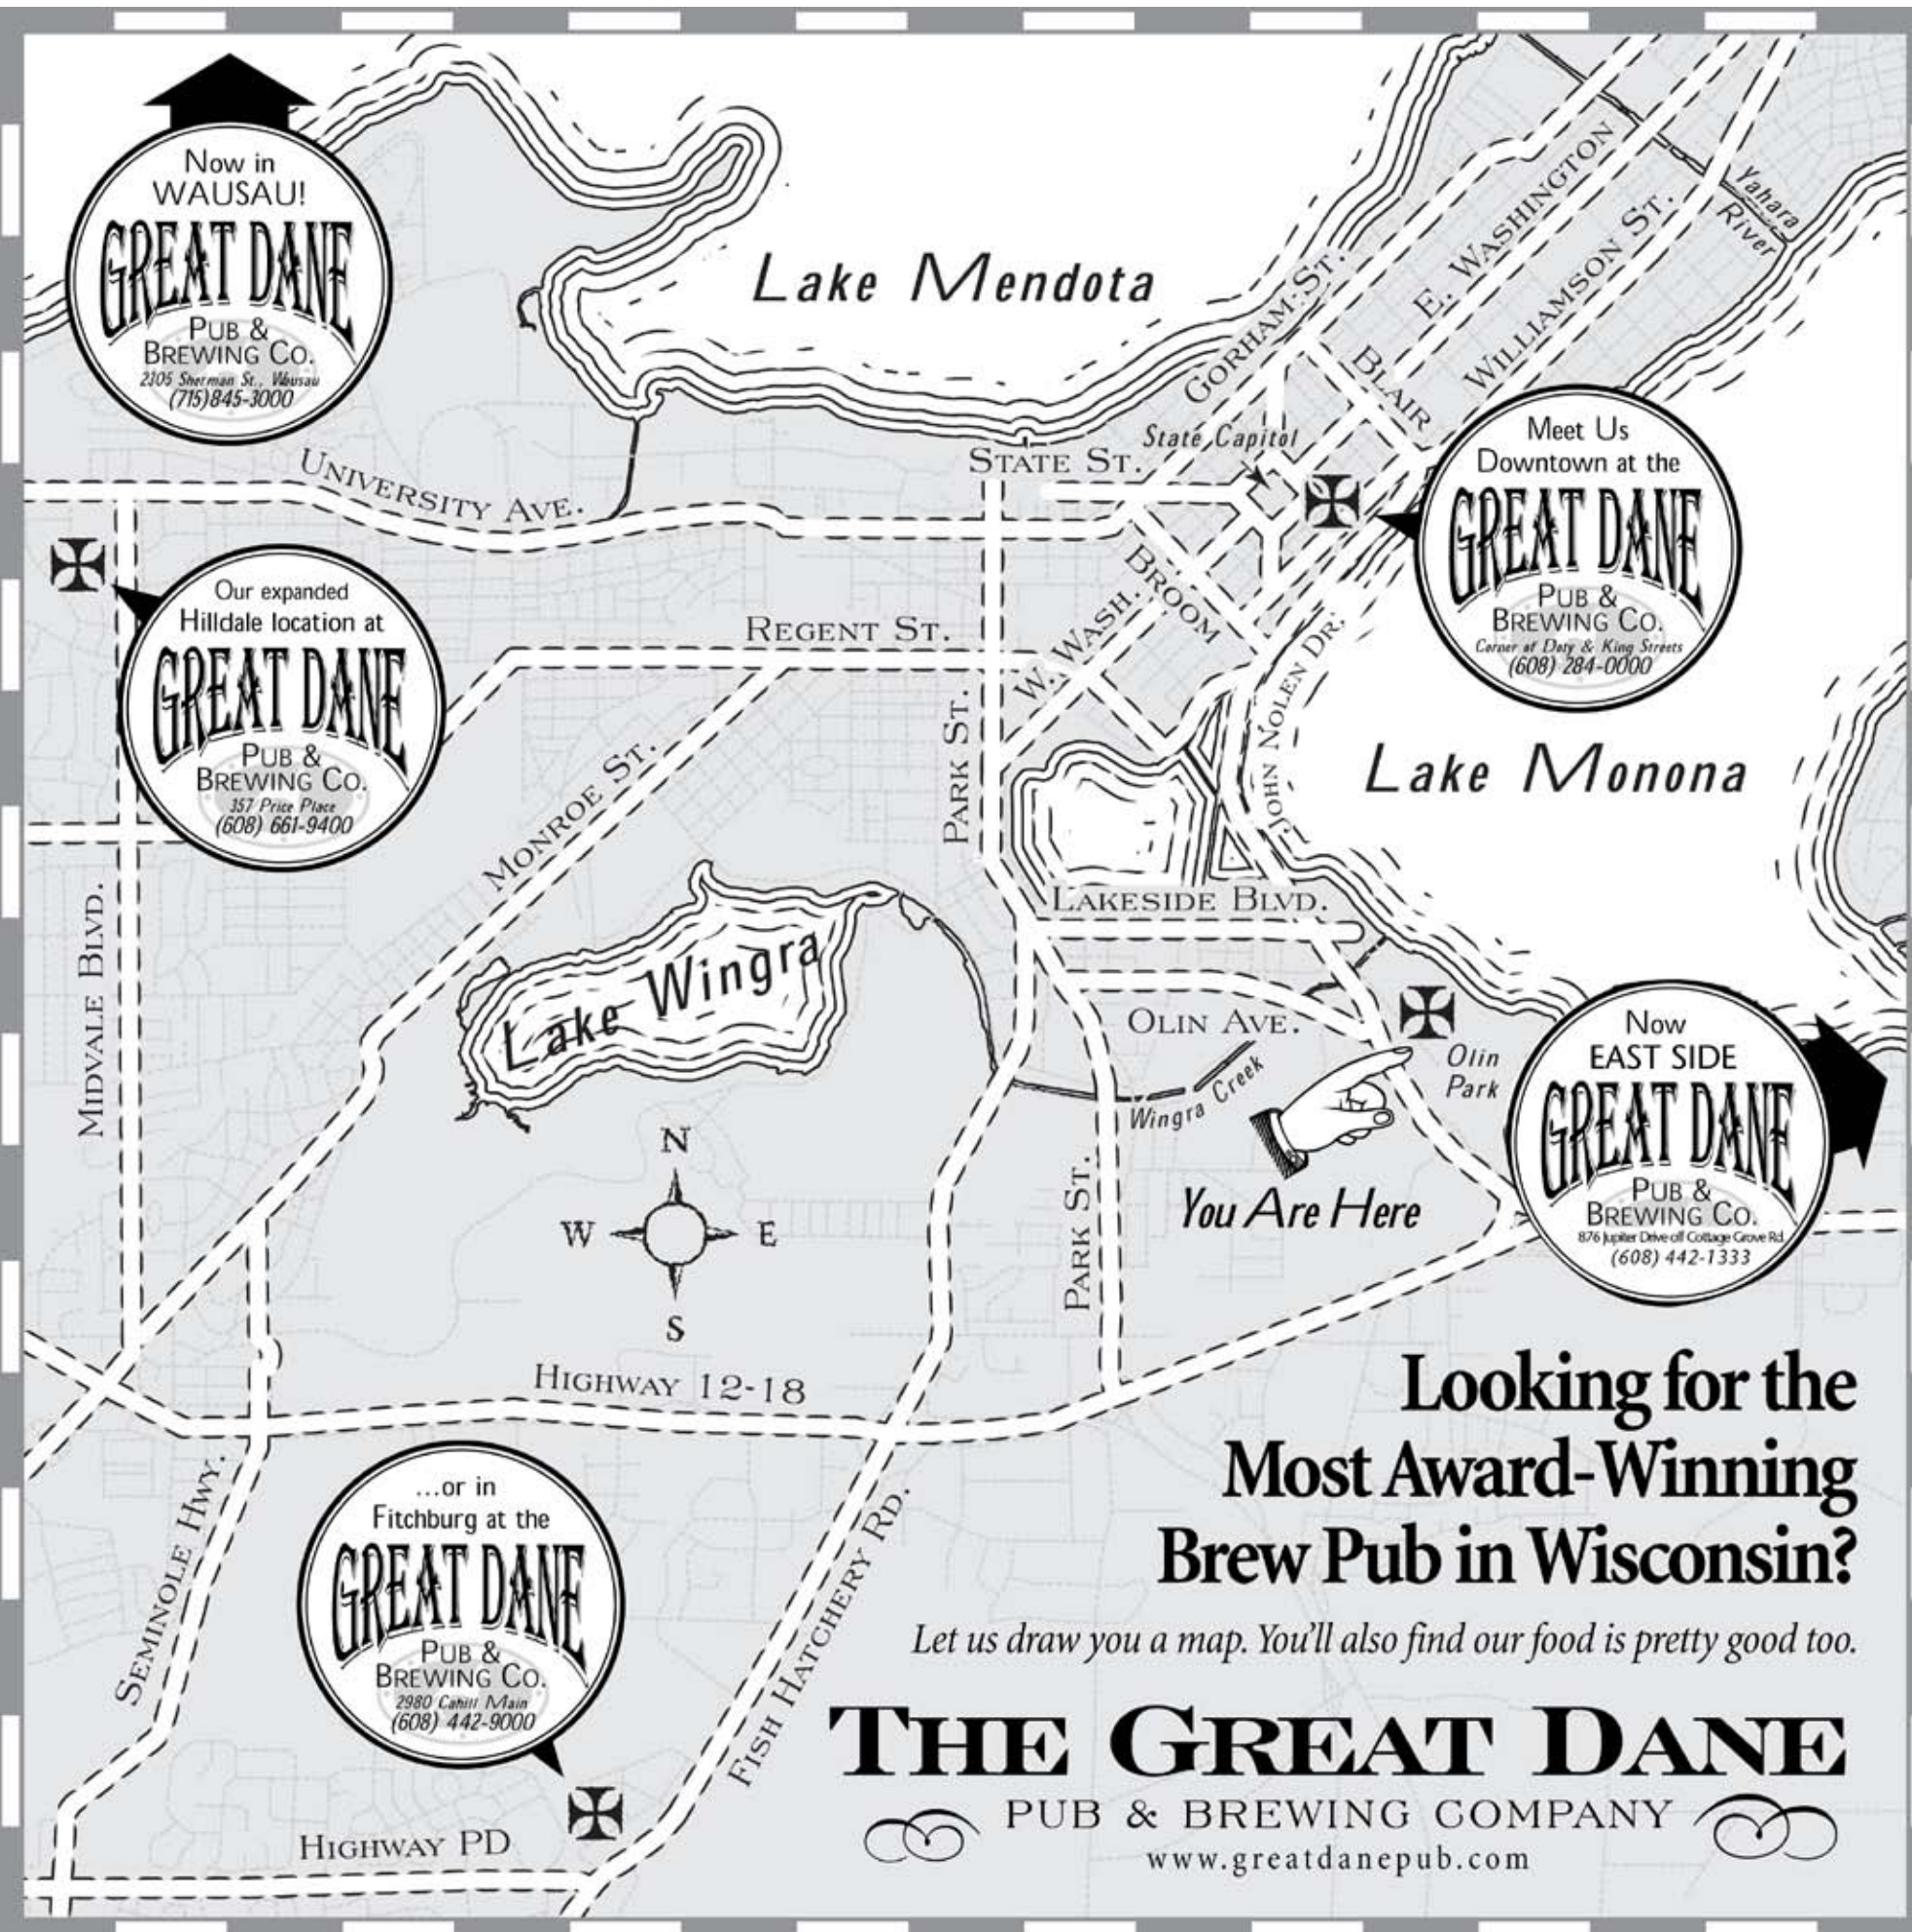 Now in
WAUSAU!
GREAT DANE
PUB &
BREWING CO.
2305 Sherman St., Wausau
(715)845-3000
Lake Mendota
GORHAM ST.
E. WASHINGTON
WILLIAMSON ST.
BLAIR
Yahara
River
UNIVERSITY AVE.
STATE ST.
State Capitol
Meet Us
Downtown at the
GREAT DANE
PUB &
BREWING CO.
Corner of Doty & King Streets
(608) 284-0000
Our expanded
Hilldale location at
GREAT DANE
PUB &
BREWING CO.
357 Price Place
(608) 661-9400
REGENT ST.
W. WASH.
BROOM
JOHN NOLEN DR.
PARK ST.
MONROE ST.
Lake Monona
MIDVALE BLVD.
Lake Wingra
LAKESIDE BLVD.
OLIN AVE.
Olin
Park
Wingra Creek
You Are Here
PARK ST.
Now
EAST SIDE
GREAT DANE
PUB &
BREWING CO.
876 Jupiter Drive off Cottage Grove Rd.
(608) 442-1333
N
W E
S
HIGHWAY 12-18
SEMINOLE HWY.
...or in
Fitchburg at the
GREAT DANE
PUB &
BREWING CO.
2980 Cahill Main
(608) 442-9000
FISH HATCHERY RD.
HIGHWAY PD
Looking for the
Most Award-Winning
Brew Pub in Wisconsin?
Let us draw you a map. You'll also find our food is pretty good too.
THE GREAT DANE
PUB & BREWING COMPANY
www.greatdanepub.com